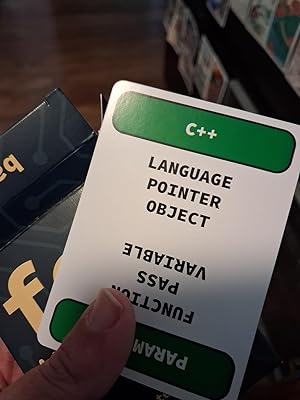 C++
LANGUAGE
POINTER
OBJECT
VARIABLE
PASS
FUNCTION
PARAM